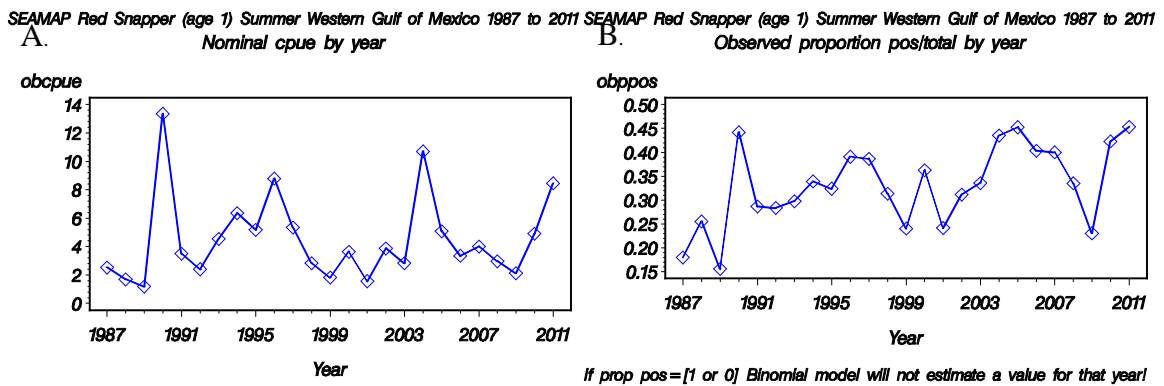 SEAMAP Red Snapper (age 1) Summer Western Gulf of Mexico 1987 to 2011
A.
Nominal cpue by year
obcpue
14
12
10
8
6
4
2
0
1987 1991 1995 1999 2003 2007 2011
Year
SEAMAP Red Snapper (age 1) Summer Western Gulf of Mexico 1987 to 2011
B.
Observed proportion pos/total by year
obppos
0.50
0.45
0.40
0.35
0.30
0.25
0.20
0.15
1987 1991 1995 1999 2003 2007 2011
Year
If prop pos=[1 or 0] Binomial model will not estimate a value for that year!